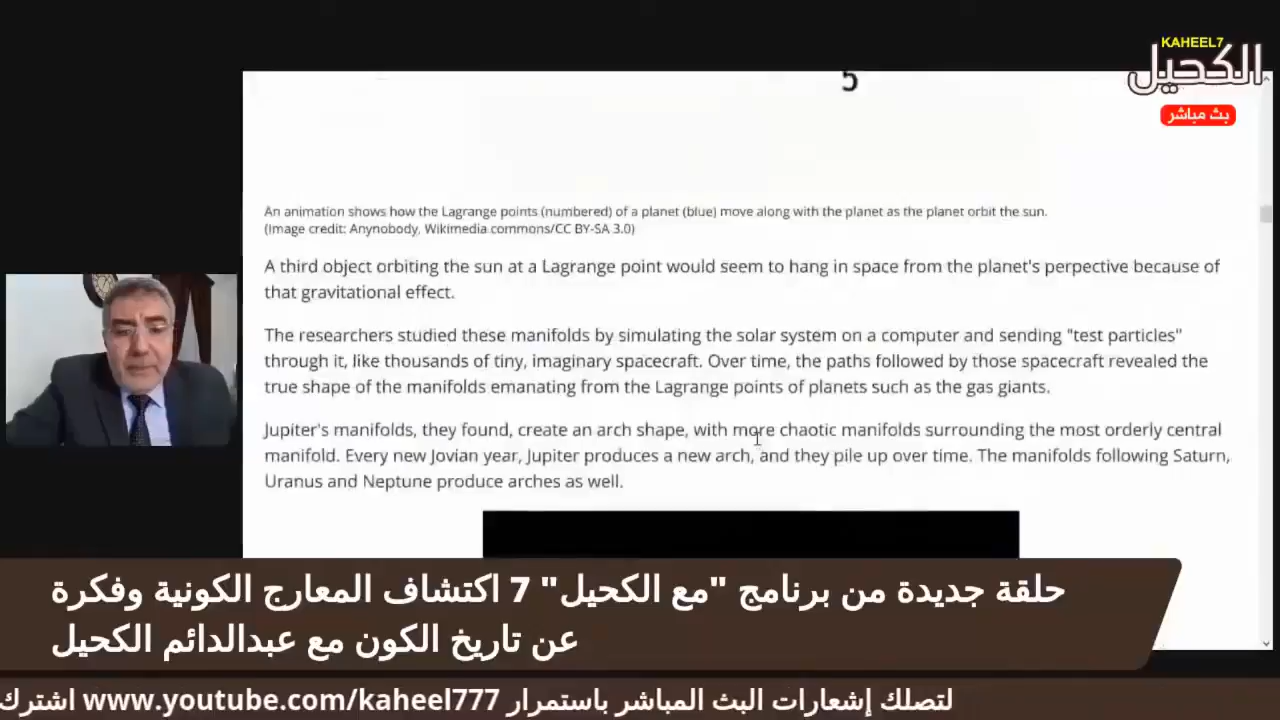 KAHEEL7
الكحيل
بث مباشر
5
An animation shows how the Lagrange points (numbered) of a planet (blue) move along with the planet as the planet orbit the sun.
(Image credit: Anynobody, Wikimedia commons/CC BY-SA 3.0)
A third object orbiting the sun at a Lagrange point would seem to hang in space from the planet's perpective because of
that gravitational effect.
The researchers studied these manifolds by simulating the solar system on a computer and sending "test particles"
through it, like thousands of tiny, imaginary spacecraft. Over time, the paths followed by those spacecraft revealed the
true shape of the manifolds emanating from the Lagrange points of planets such as the gas giants.
Jupiter's manifolds, they found, create an arch shape, with more chaotic manifolds surrounding the most orderly central
manifold. Every new Jovian year, Jupiter produces a new arch, and they pile up over time. The manifolds following Saturn,
Uranus and Neptune produce arches as well.
حلقة جديدة من برنامج "مع الكحيل" 7 اكتشاف المعارج الكونية وفكرة
عن تاريخ الكون مع عبدالدائم الكحيل
لتصلك إشعارات البث المباشر باستمرار www.youtube.com/kaheel777 اشترك